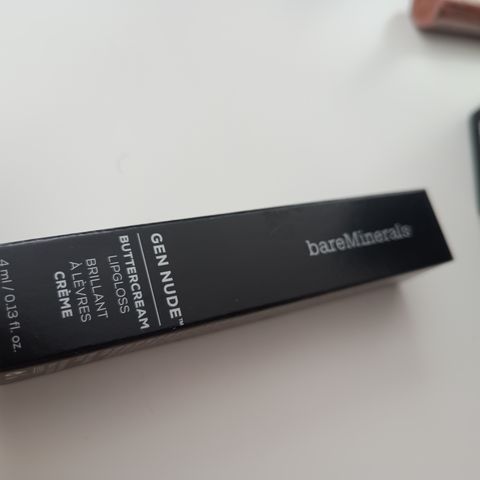 bareMinerals
GEN NUDE™
BUTTERCREAM
LIPGLOSS
BRILLANT
À LÈVRES
CRÈME
4 ml / 0.13 fl. oz.